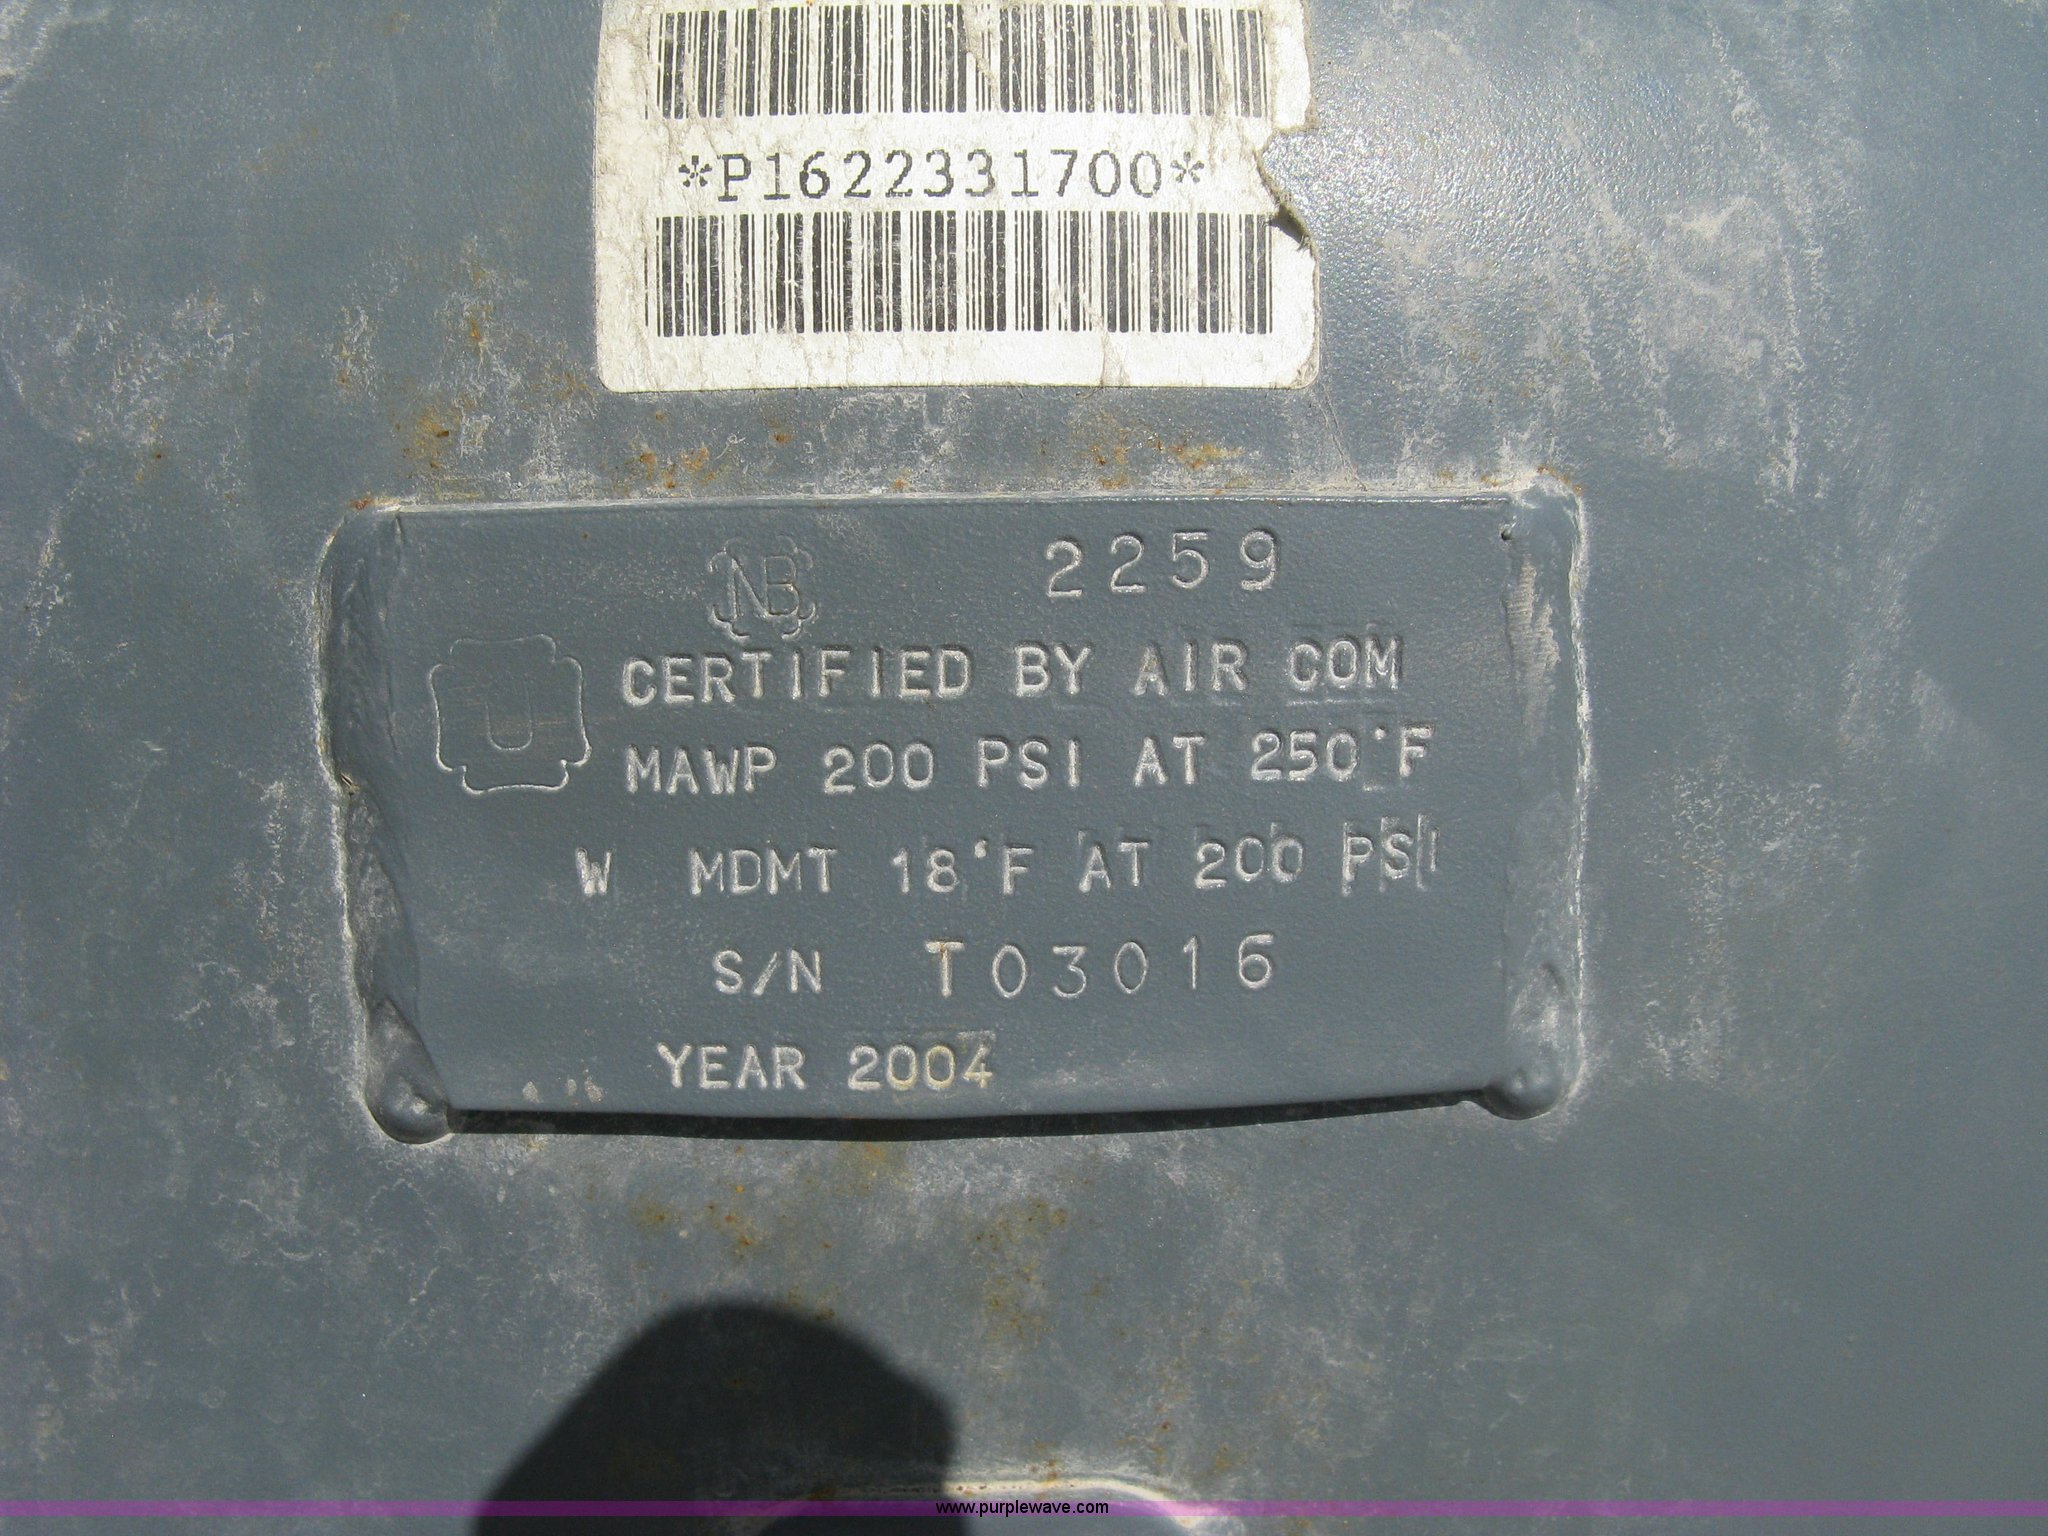 *P1622331700*
NB 2259
U
CERTIFIED BY AIR COM
MAWP 200 PSI AT 250°F
W MDMT 18°F AT 200 PSI
S/N T03016
YEAR 2004
www.purplewave.com